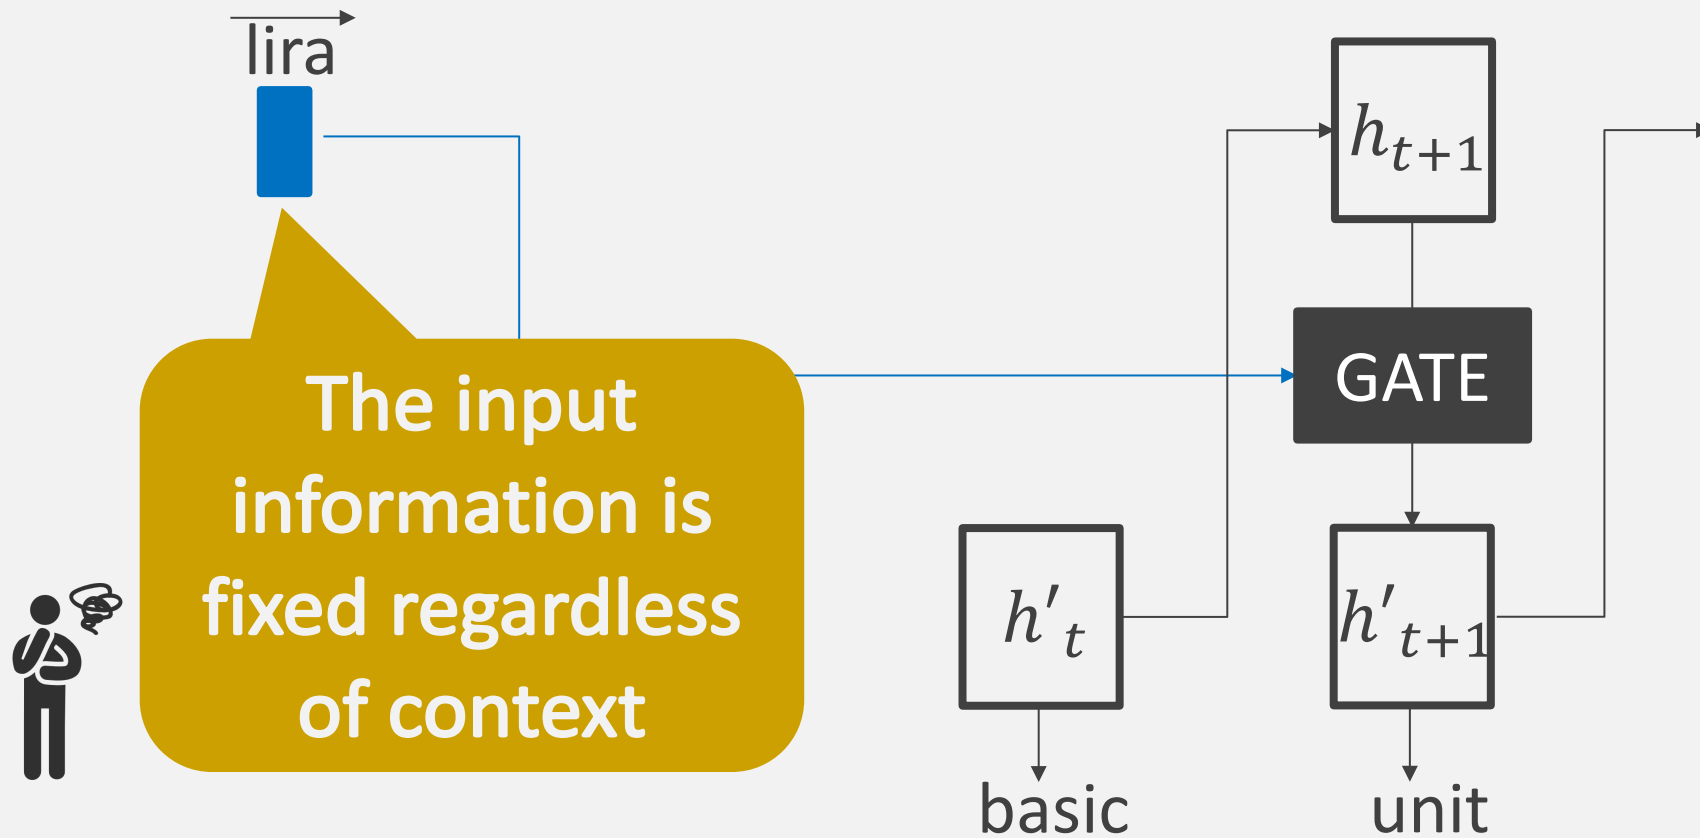 lira
The input
information is
fixed regardless
of context
h_{t+1}
GATE
h'_t
h'_{t+1}
basic
unit